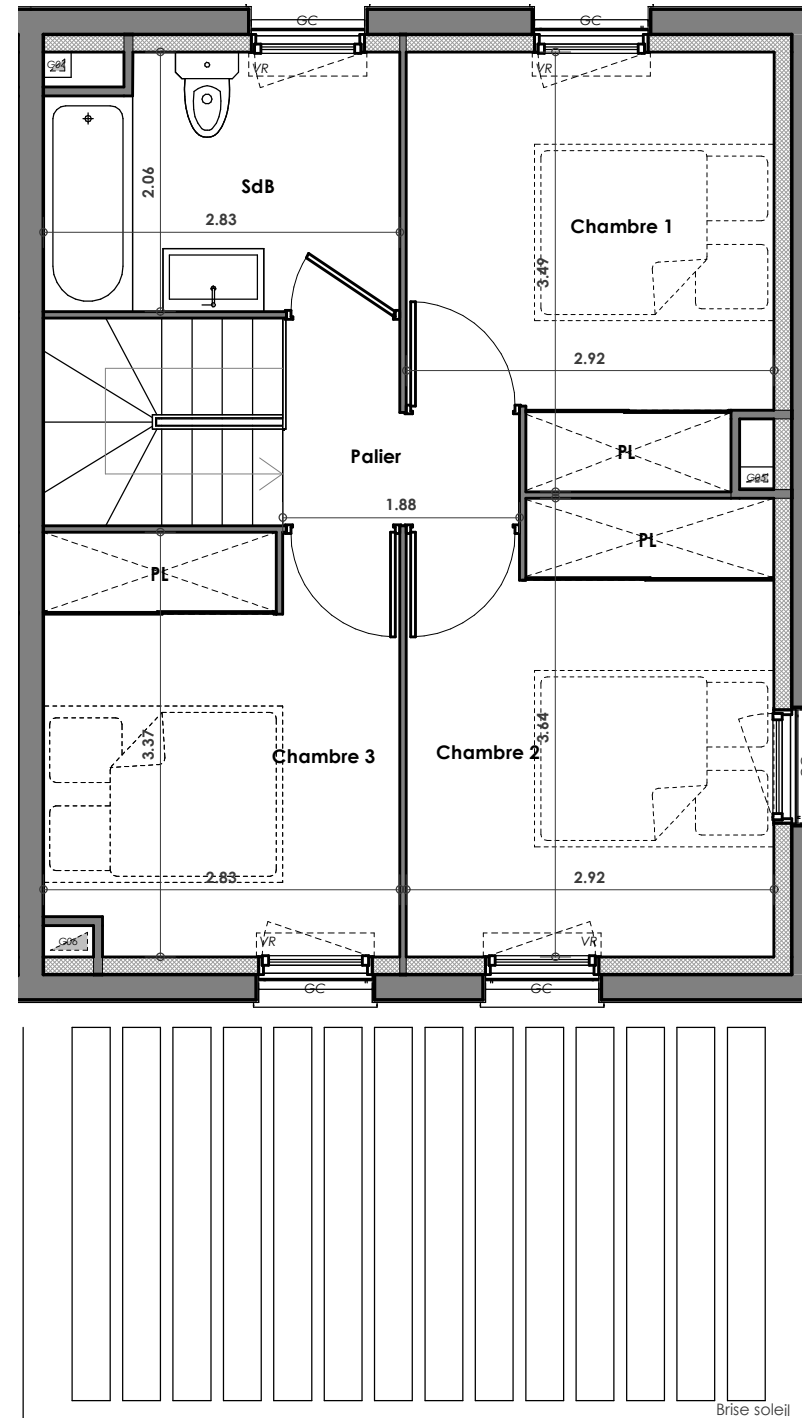 GC
GC
VR
VR
2.06
SdB
2.83
Chambre 1
3.49
2.92
Palier
PL
1.88
PL
PL
3.37
Chambre 3
Chambre 2
3.64
2.83
2.92
G06
VR
VR
GC
GC
Brise soleil